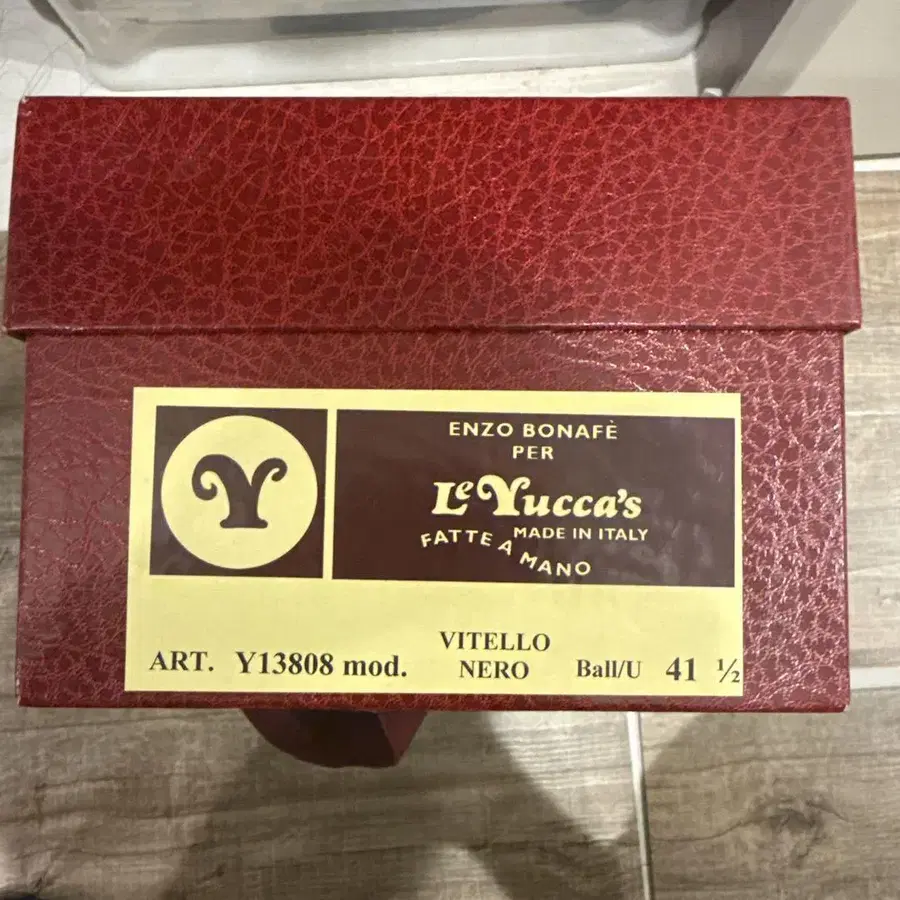 ENZO BONAFÈ
PER
Le Yucca's
MADE IN ITALY
FATTE A MANO
ART. Y13808 mod. VITELLO NERO Ball/U 41 ½